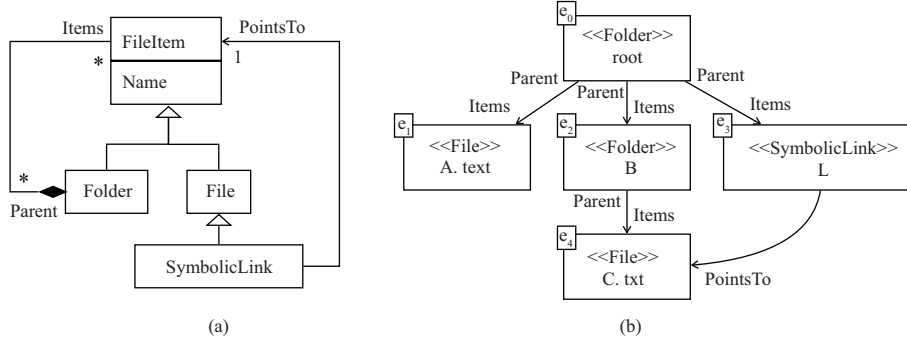 Items
PointsTo
FileItem
*
1
Name
*
Folder
File
Parent
SymbolicLink
(a)
e0
<<Folder>>
root
Parent
Parent
Parent
Items
Items
Items
e1
e2
e3
<<File>>
A. text
<<Folder>>
B
<<SymbolicLink>>
L
Parent
Items
e4
<<File>>
C. txt
PointsTo
(b)